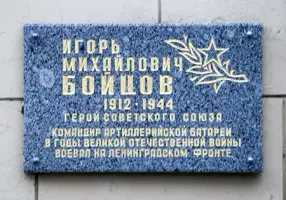 ИГОРЬ
МИХАЙЛОВИЧ
БОЙЦОВ
1912-1944
ГЕРОЙ СОВЕТСКОГО СОЮЗА
КОМАНДИР АРТИЛЛЕРИЙСКОЙ БАТАРЕИ
В ГОДЫ ВЕЛИКОЙ ОТЕЧЕСТВЕННОЙ ВОЙНЫ
ВОЕВАЛ НА ЛЕНИНГРАДСКОМ ФРОНТЕ